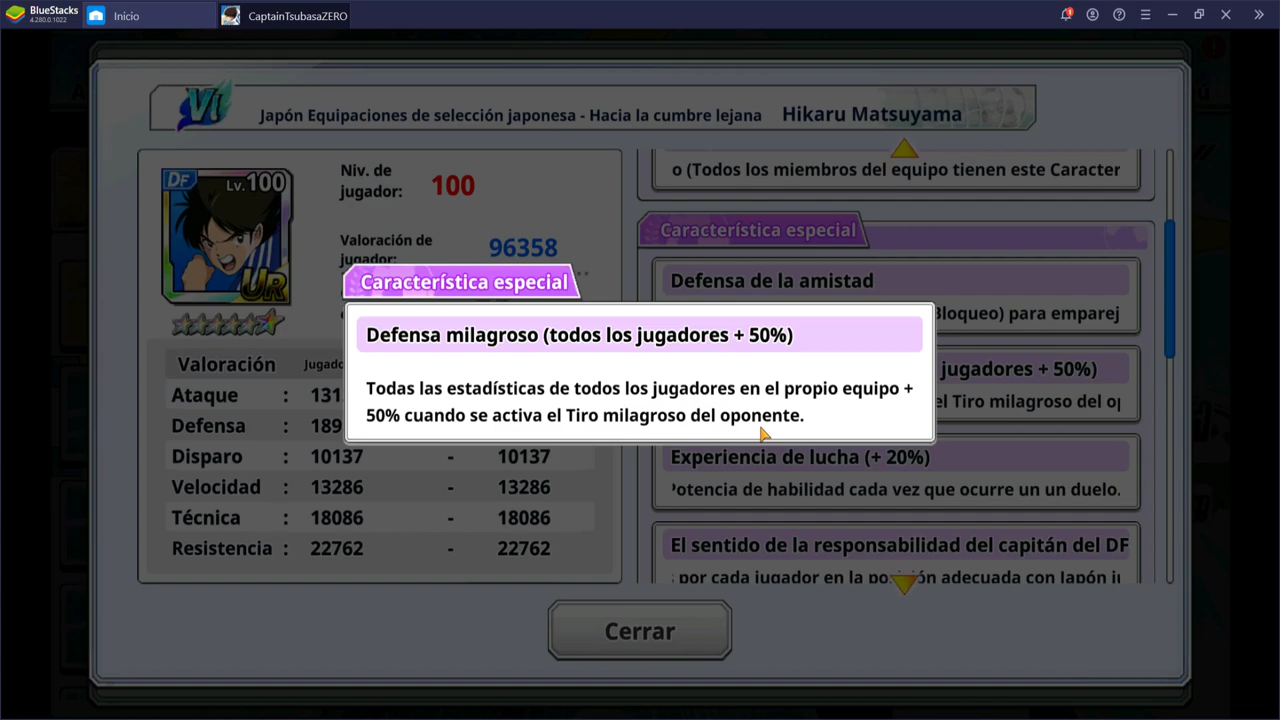 BlueStacks
4.280.0.1022
Inicio
CaptainTsubasaZERO
VI
Japón Equipaciones de selección japonesa - Hacia la cumbre lejana
Hikaru Matsuyama
DF
Lv.100
UR
Niv. de
jugador:
100
Valoración de
jugador:
96358
Valoración
Jugado
Ataque : 131
Defensa : 189
Disparo : 10137 - 10137
Velocidad : 13286 - 13286
Técnica : 18086 - 18086
Resistencia : 22762 - 22762
o (Todos los miembros del equipo tienen este Caracter
Característica especial
Defensa de la amistad
Bloqueo) para emparej
jugadores + 50%)
el Tiro milagroso del o
Experiencia de lucha (+ 20%)
Potencia de habilidad cada vez que ocurre un un duelo.
El sentido de la responsabilidad del capitán del DF
por cada jugador en la posición adecuada con Japón
Característica especial
Defensa milagroso (todos los jugadores + 50%)
Todas las estadísticas de todos los jugadores en el propio equipo +
50% cuando se activa el Tiro milagroso del oponente.
Cerrar